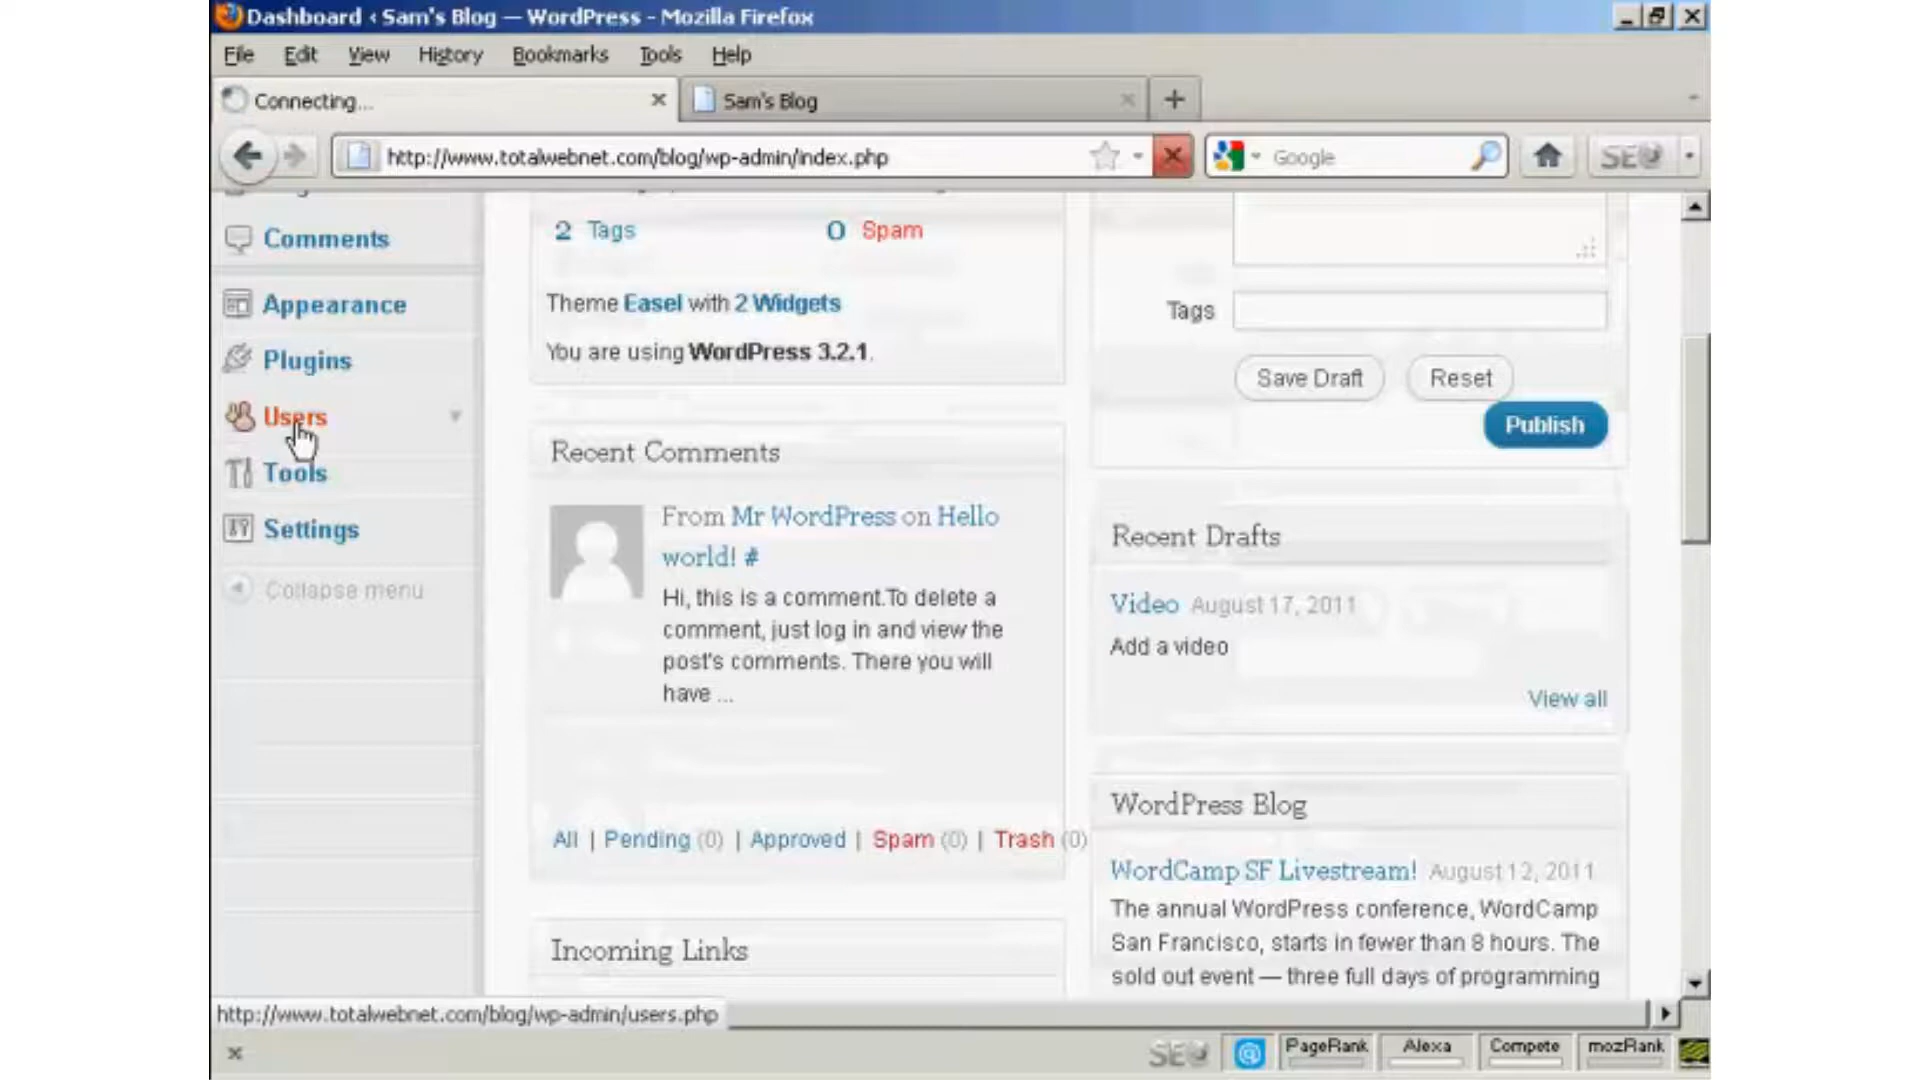 Dashboard ‹ Sam's Blog — WordPress - Mozilla Firefox
File Edit View History Bookmarks Tools Help
Connecting... Sam's Blog
http://www.totalwebnet.com/blog/wp-admin/index.php Google SEO
Comments
Appearance
Plugins
Users
Tools
Settings
Collapse menu
2 Tags 0 Spam
Theme Easel with 2 Widgets
You are using WordPress 3.2.1.
Recent Comments
From Mr WordPress on Hello
world! #
Hi, this is a comment.To delete a
comment, just log in and view the
post's comments. There you will
have ...
All | Pending (0) | Approved | Spam (0) | Trash (0)
Incoming Links
Tags
Save Draft Reset
Publish
Recent Drafts
Video August 17, 2011
Add a video
View all
WordPress Blog
WordCamp SF Livestream! August 12, 2011
The annual WordPress conference, WordCamp
San Francisco, starts in fewer than 8 hours. The
sold out event — three full days of programming
http://www.totalwebnet.com/blog/wp-admin/users.php
SEO PageRank Alexa Compete mozRank